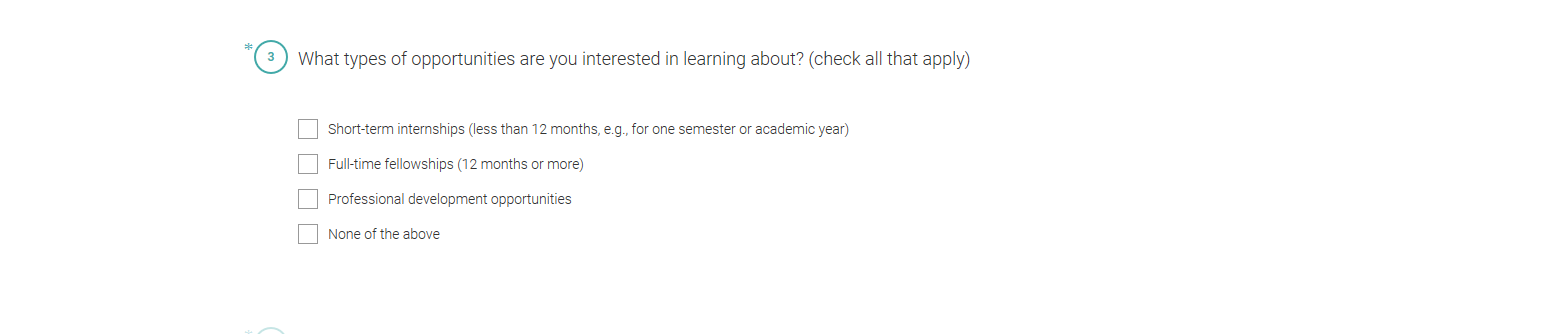 * 3 What types of opportunities are you interested in learning about? (check all that apply)
Short-term internships (less than 12 months, e.g., for one semester or academic year)
Full-time fellowships (12 months or more)
Professional development opportunities
None of the above
*